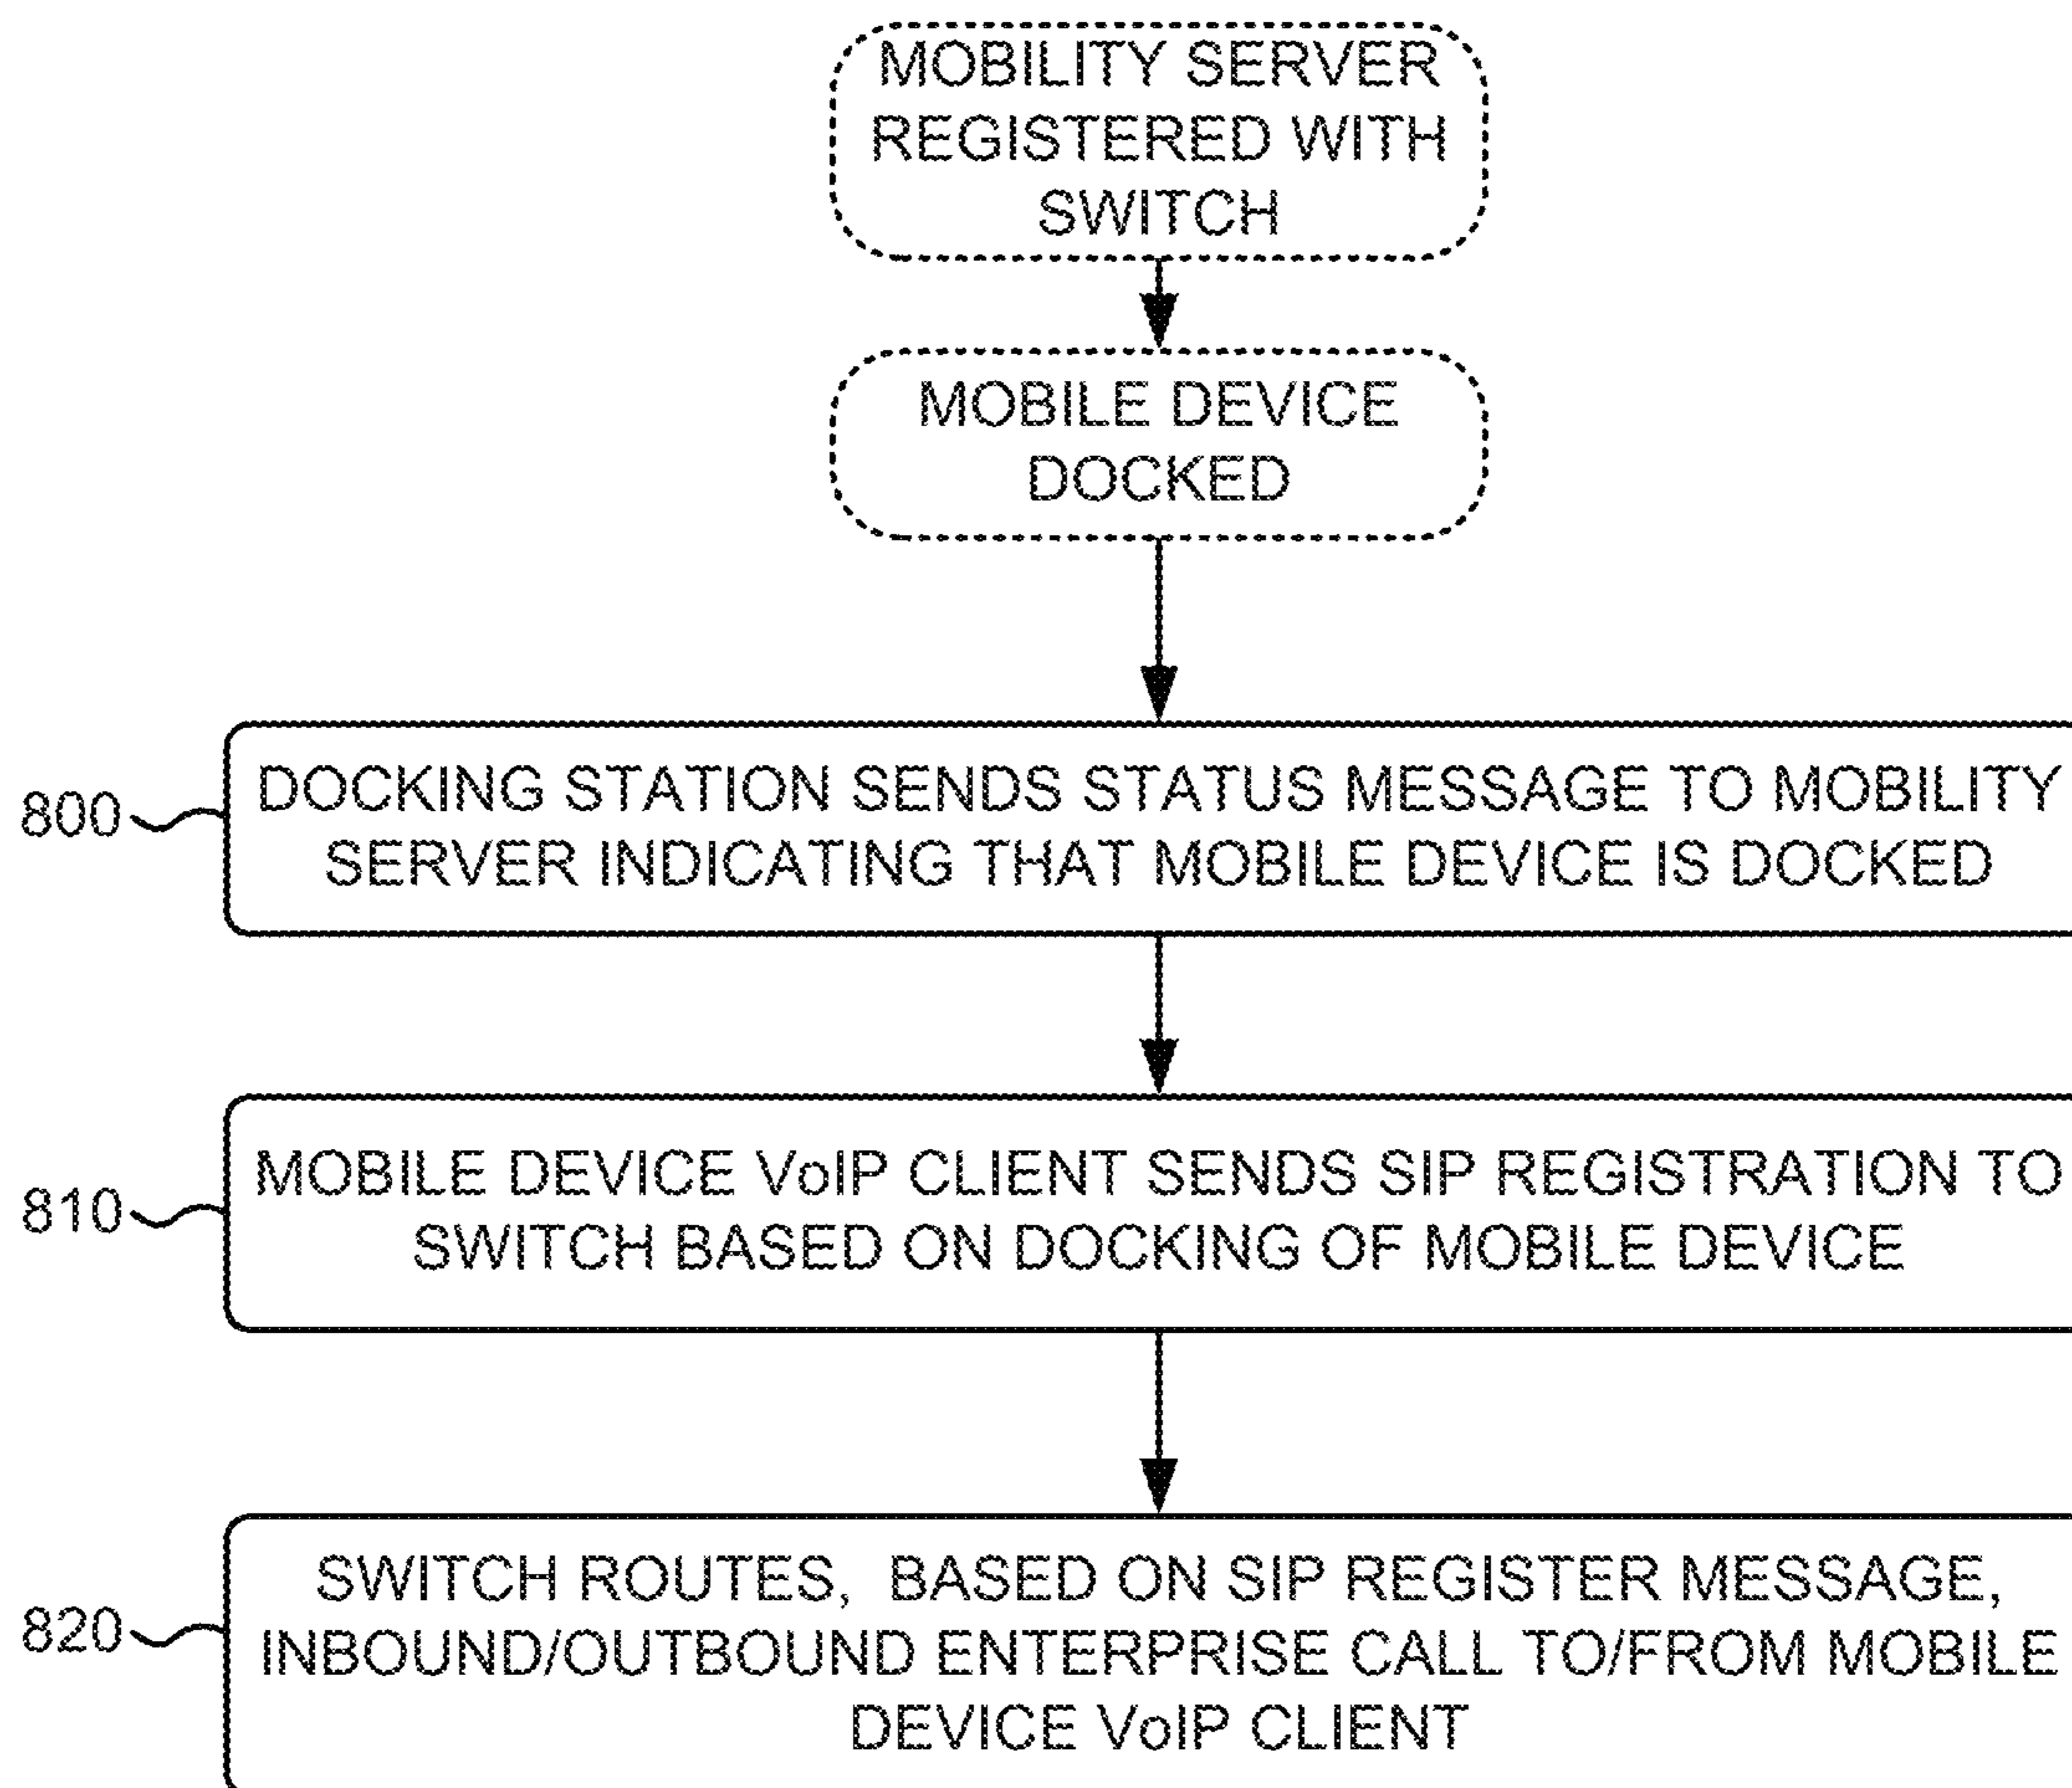 MOBILITY SERVER
REGISTERED WITH
SWITCH
MOBILE DEVICE
DOCKED
800
DOCKING STATION SENDS STATUS MESSAGE TO MOBILITY
SERVER INDICATING THAT MOBILE DEVICE IS DOCKED
810
MOBILE DEVICE VoIP CLIENT SENDS SIP REGISTRATION TO
SWITCH BASED ON DOCKING OF MOBILE DEVICE
820
SWITCH ROUTES, BASED ON SIP REGISTER MESSAGE,
INBOUND/OUTBOUND ENTERPRISE CALL TO/FROM MOBILE
DEVICE VoIP CLIENT